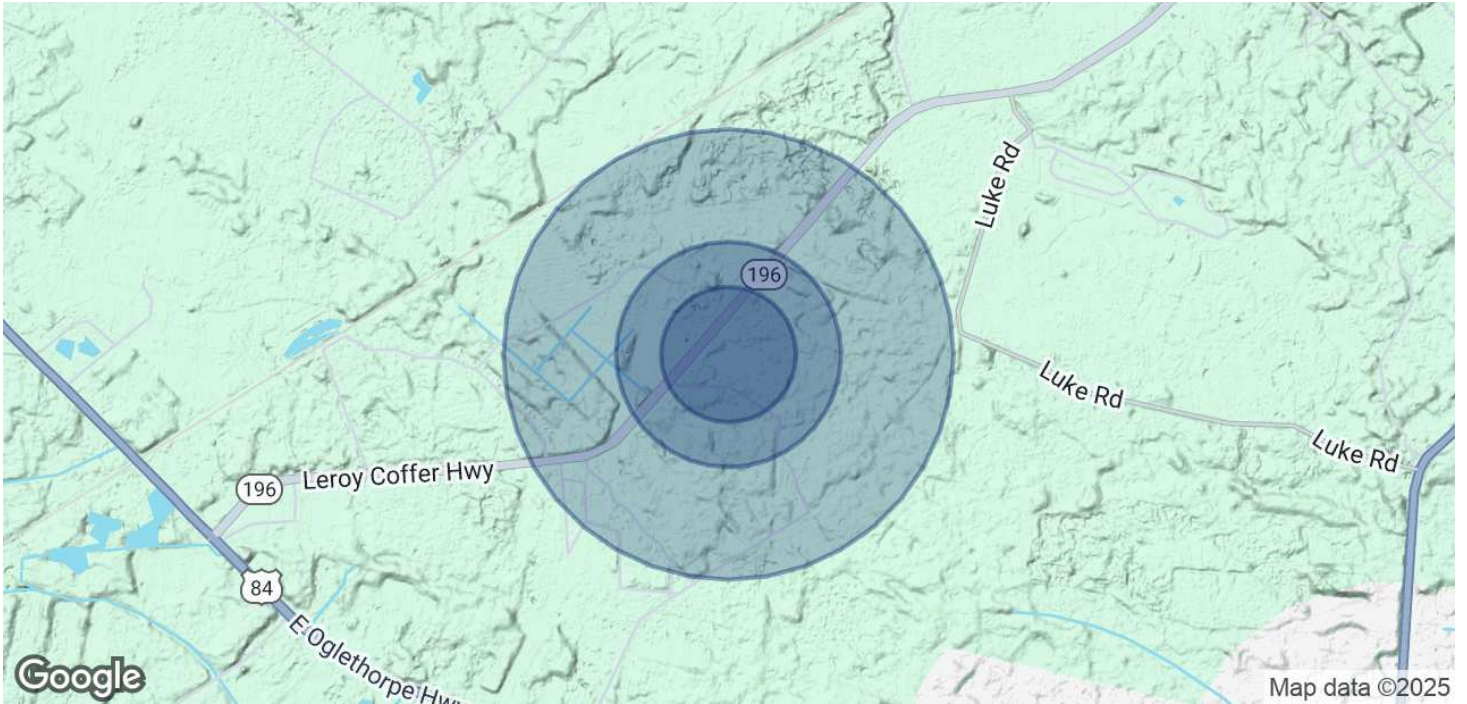 Luke Rd
196
Luke Rd
Luke Rd
Leroy Coffer Hwy
196
84
E Oglethorpe Hwy
Google
Map data ©2025